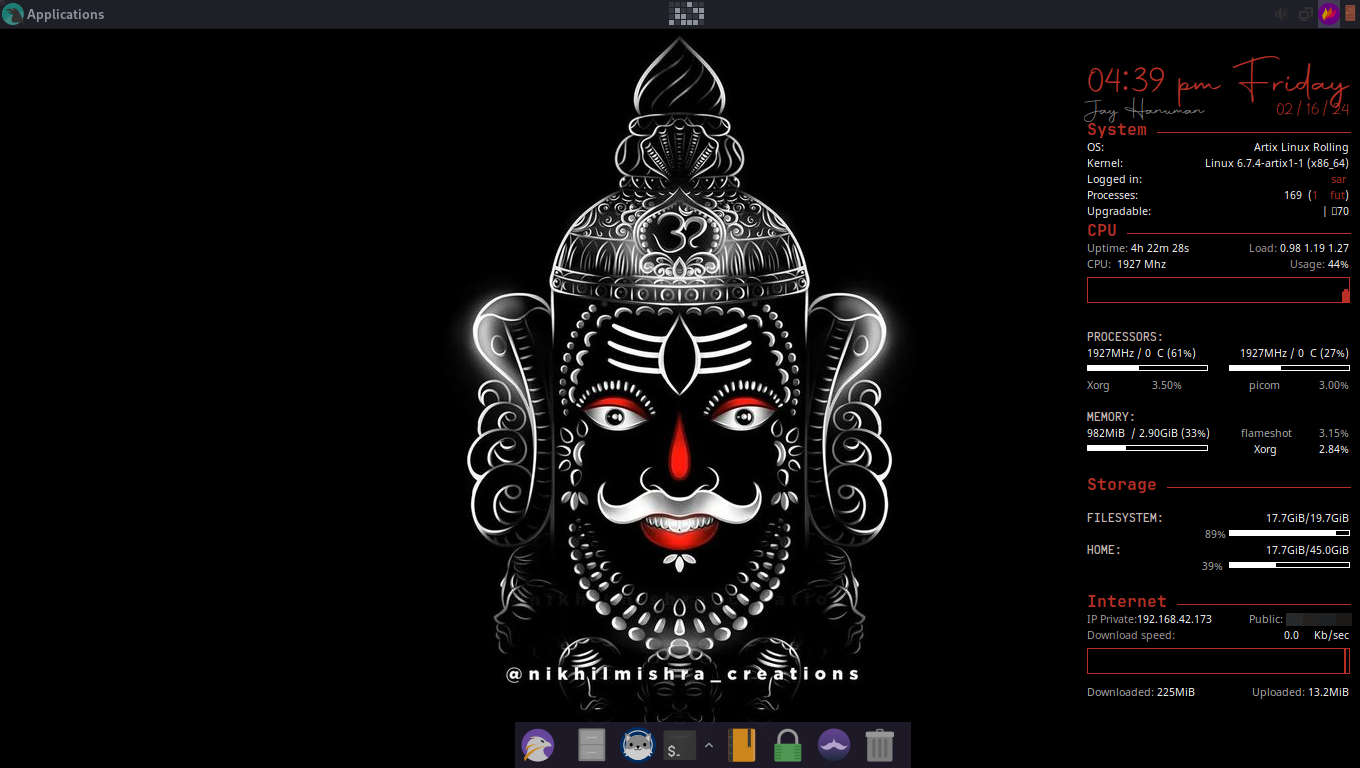 Applications
04:39 pm Friday
Jay Hanuman 02/16/24
System
OS: Artix Linux Rolling
Kernel: Linux 6.7.4-artix1-1 (x86_64)
Logged in: sar
Processes: 169 (1 fut)
Upgradable: | 70
CPU
Uptime: 4h 22m 28s Load: 0.98 1.19 1.27
CPU: 1927 Mhz Usage: 44%
PROCESSORS:
1927MHz / 0 C (61%) 1927MHz / 0 C (27%)
Xorg 3.50% picom 3.00%
MEMORY:
982MiB / 2.90GiB (33%) flameshot 3.15%
Xorg 2.84%
Storage
FILESYSTEM: 17.7GiB/19.7GiB
89%
HOME: 17.7GiB/45.0GiB
39%
Internet
IP Private:192.168.42.173 Public:
Download speed: 0.0 Kb/sec
Downloaded: 225MiB Uploaded: 13.2MiB
ॐ
@nikhilmishra_creations
$_